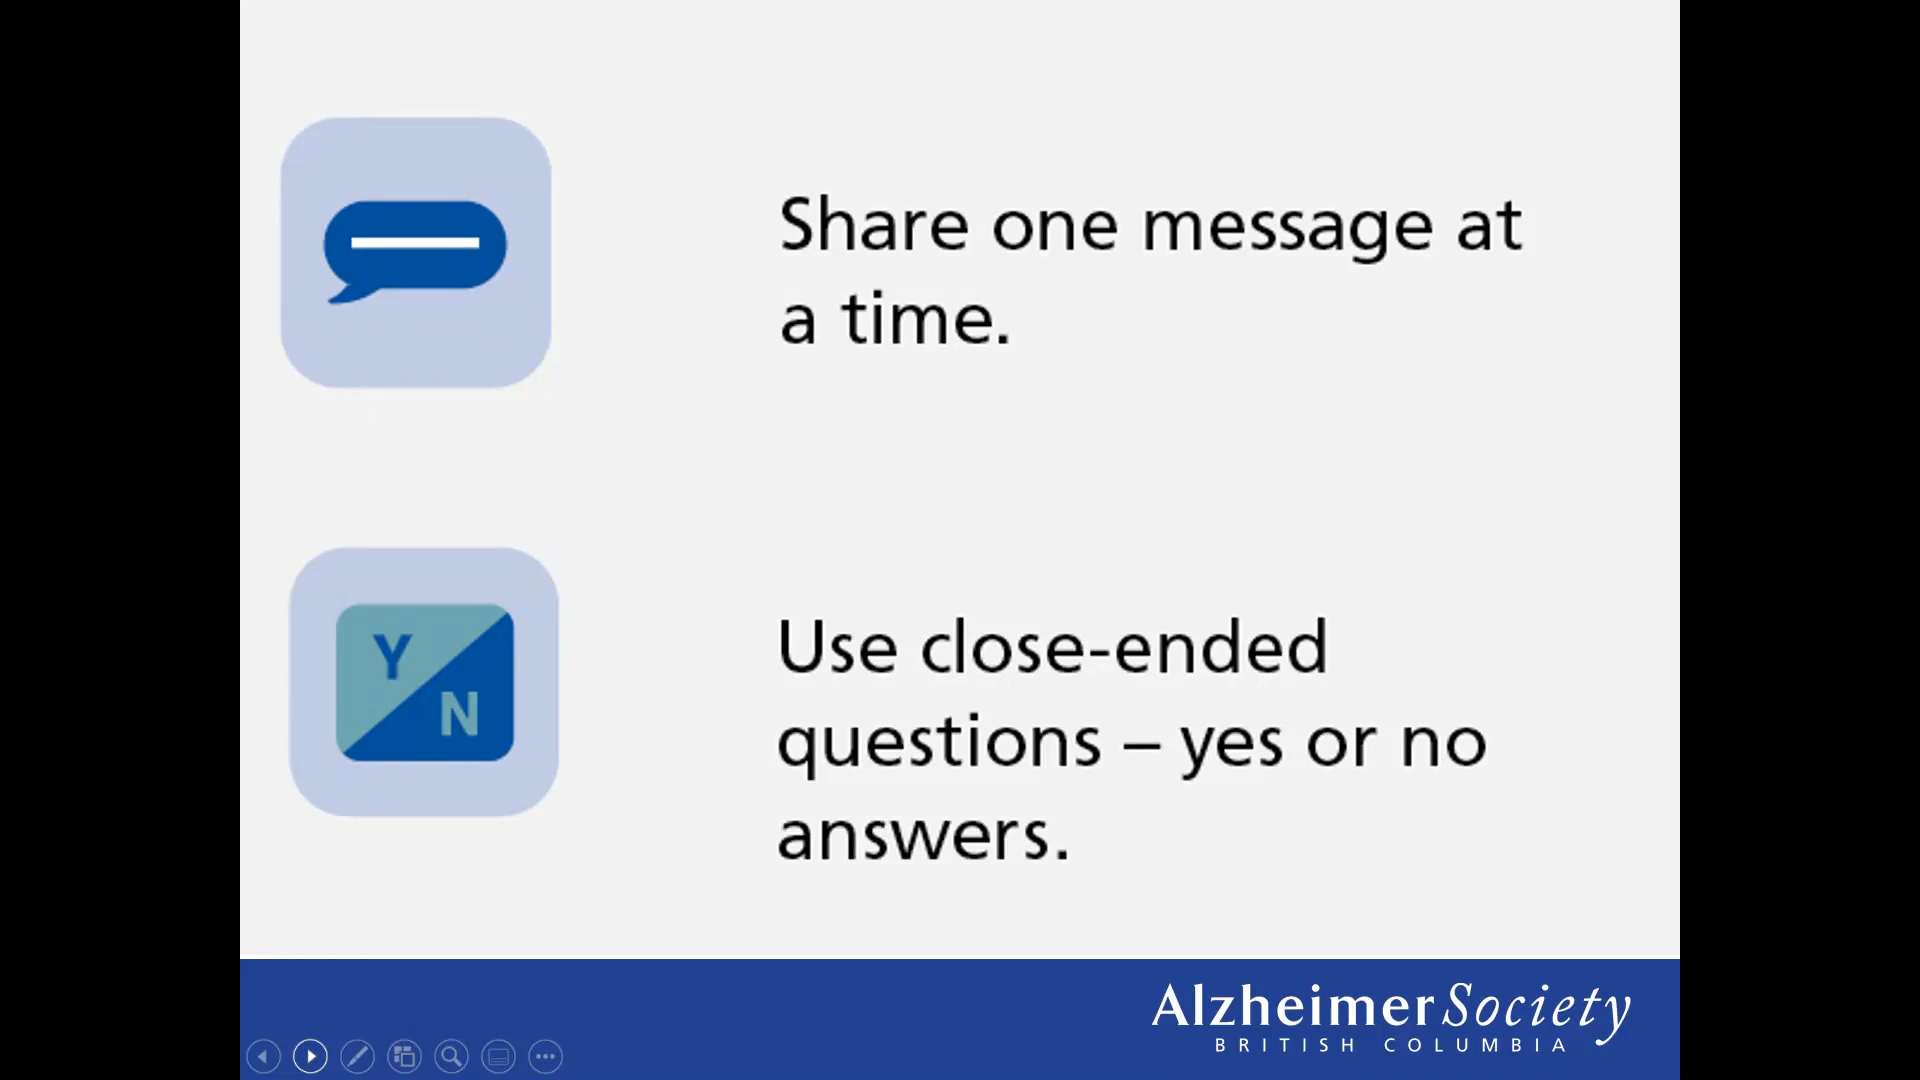 Share one message at
a time.
Y
N
Use close-ended
questions – yes or no
answers.
AlzheimerSociety
BRITISH COLUMBIA